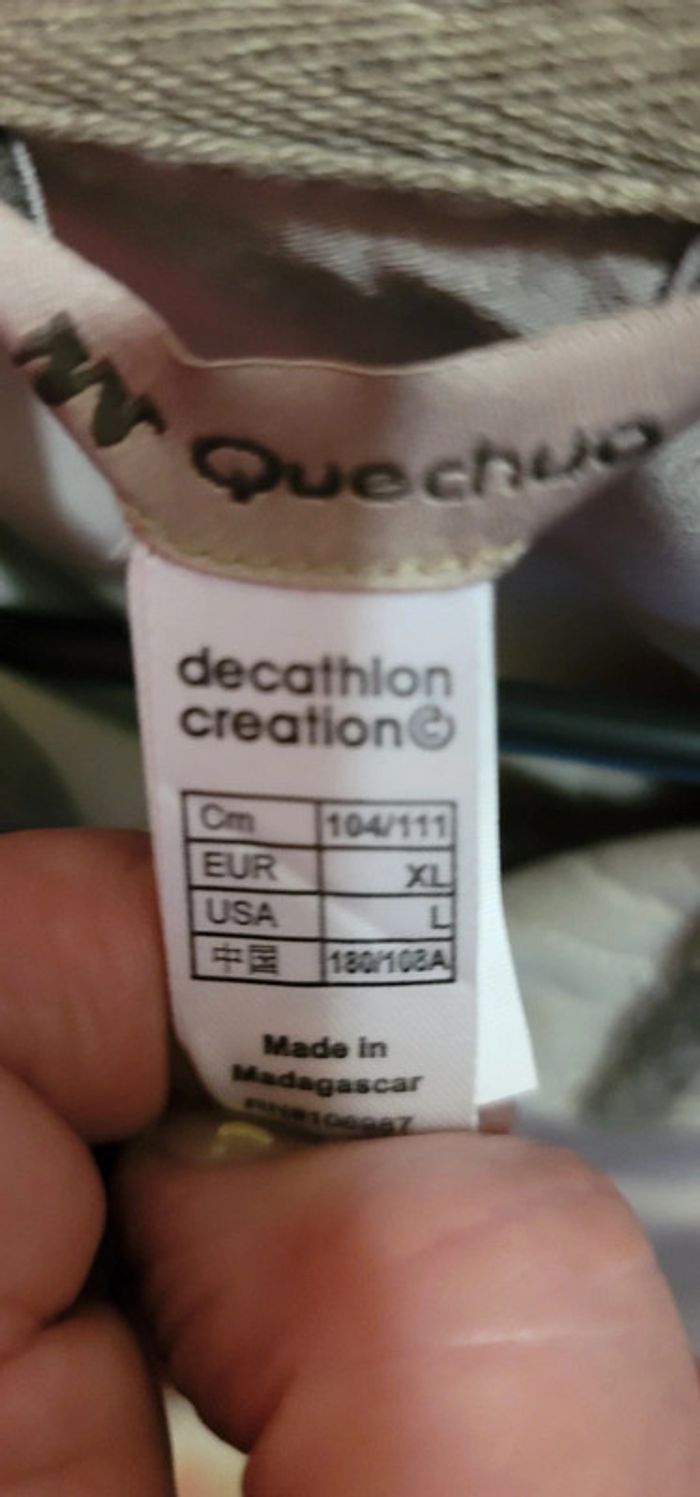 Quechua
decathlon
creation©
Cm 104/111
EUR XL
USA L
中国 180/108A
Made in
Madagascar